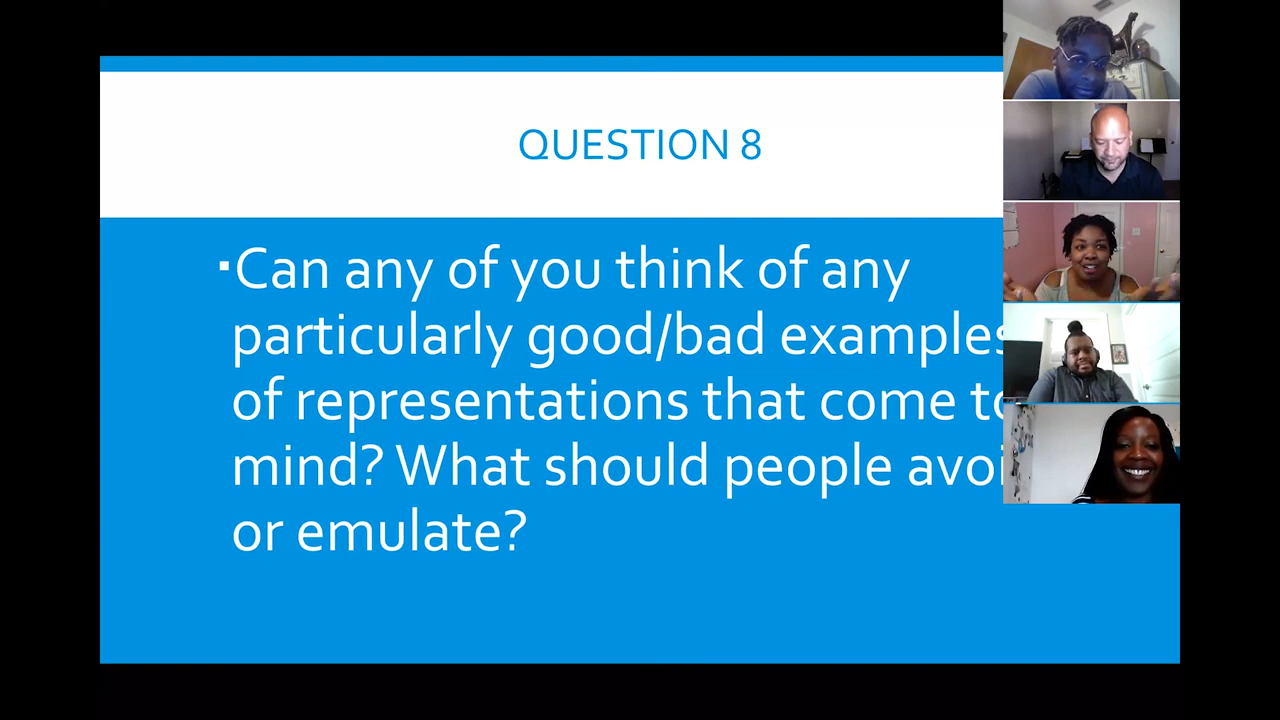 QUESTION 8
▪Can any of you think of any
particularly good/bad examples
of representations that come to
mind? What should people avoi
or emulate?